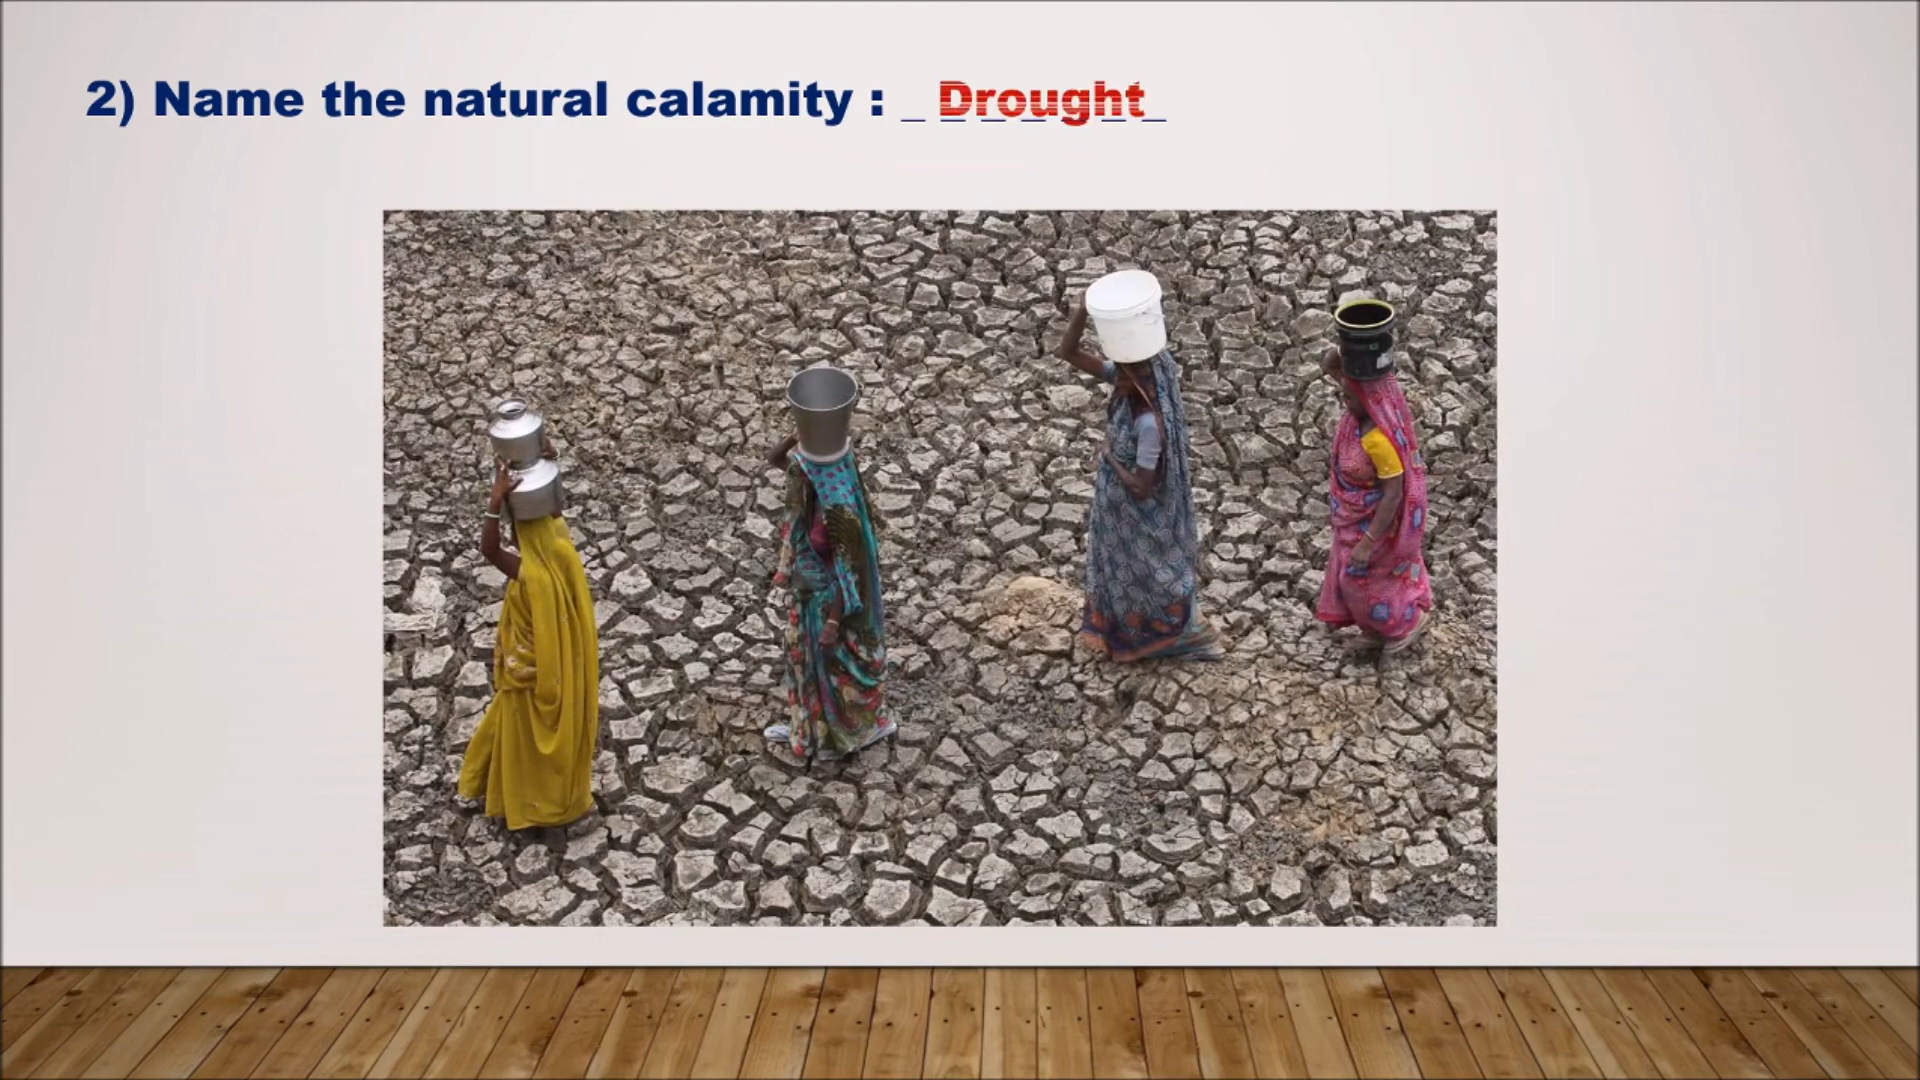 2) Name the natural calamity : _ Drought _